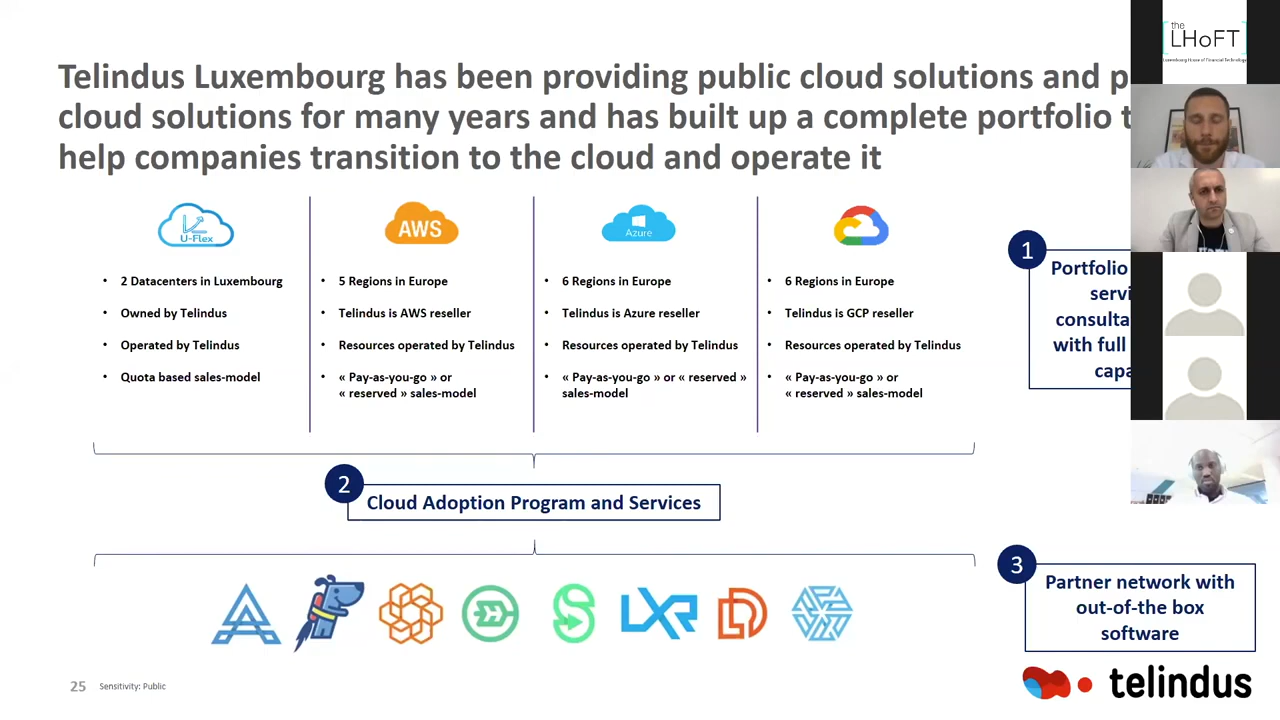 Telindus Luxembourg has been providing public cloud solutions and p
cloud solutions for many years and has built up a complete portfolio t
help companies transition to the cloud and operate it
the
LHoFT
Luxembourg House of Financial Technology
U-Flex
AWS
Azure
• 2 Datacenters in Luxembourg
• Owned by Telindus
• Operated by Telindus
• Quota based sales-model
• 5 Regions in Europe
• Telindus is AWS reseller
• Resources operated by Telindus
• « Pay-as-you-go » or
« reserved » sales-model
• 6 Regions in Europe
• Telindus is Azure reseller
• Resources operated by Telindus
• « Pay-as-you-go » or « reserved »
sales-model
• 6 Regions in Europe
• Telindus is GCP reseller
• Resources operated by Telindus
• « Pay-as-you-go » or
« reserved » sales-model
1
Portfolio
servi
consulta
with full
capa
2
Cloud Adoption Program and Services
LXR
3
Partner network with
out-of-the box
software
25
Sensitivity: Public
telindus